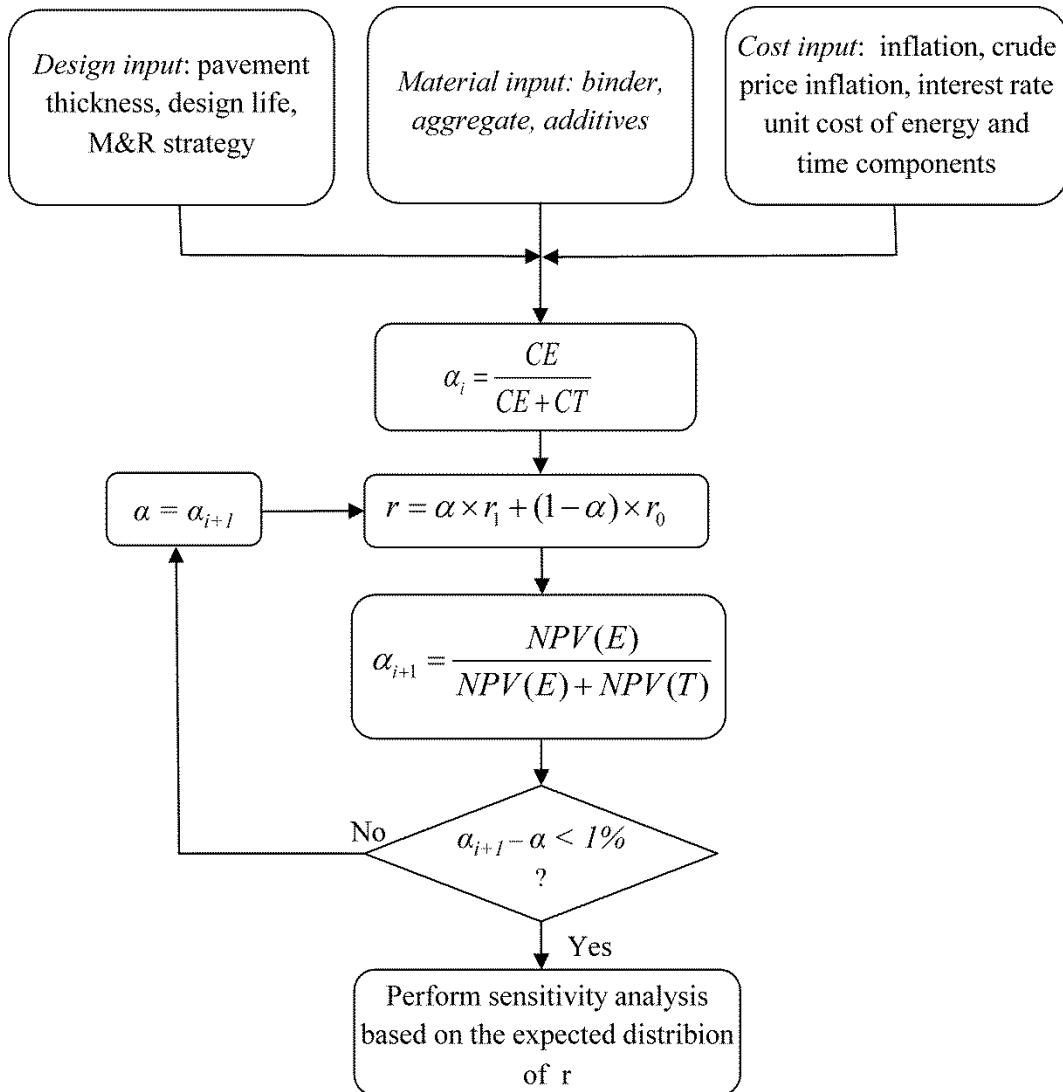 Design input: pavement
thickness, design life,
M&R strategy
Material input: binder,
aggregate, additives
Cost input:  inflation, crude
price inflation, interest rate
unit cost of energy and
time components
α_i = CE / (CE + CT)
α = α_{i+1}
r = α × r_1 + (1 − α) × r_0
α_{i+1} = NPV(E) / (NPV(E) + NPV(T))
No
α_{i+1} – α < 1%
?
Yes
Perform sensitivity analysis
based on the expected distribion
of r